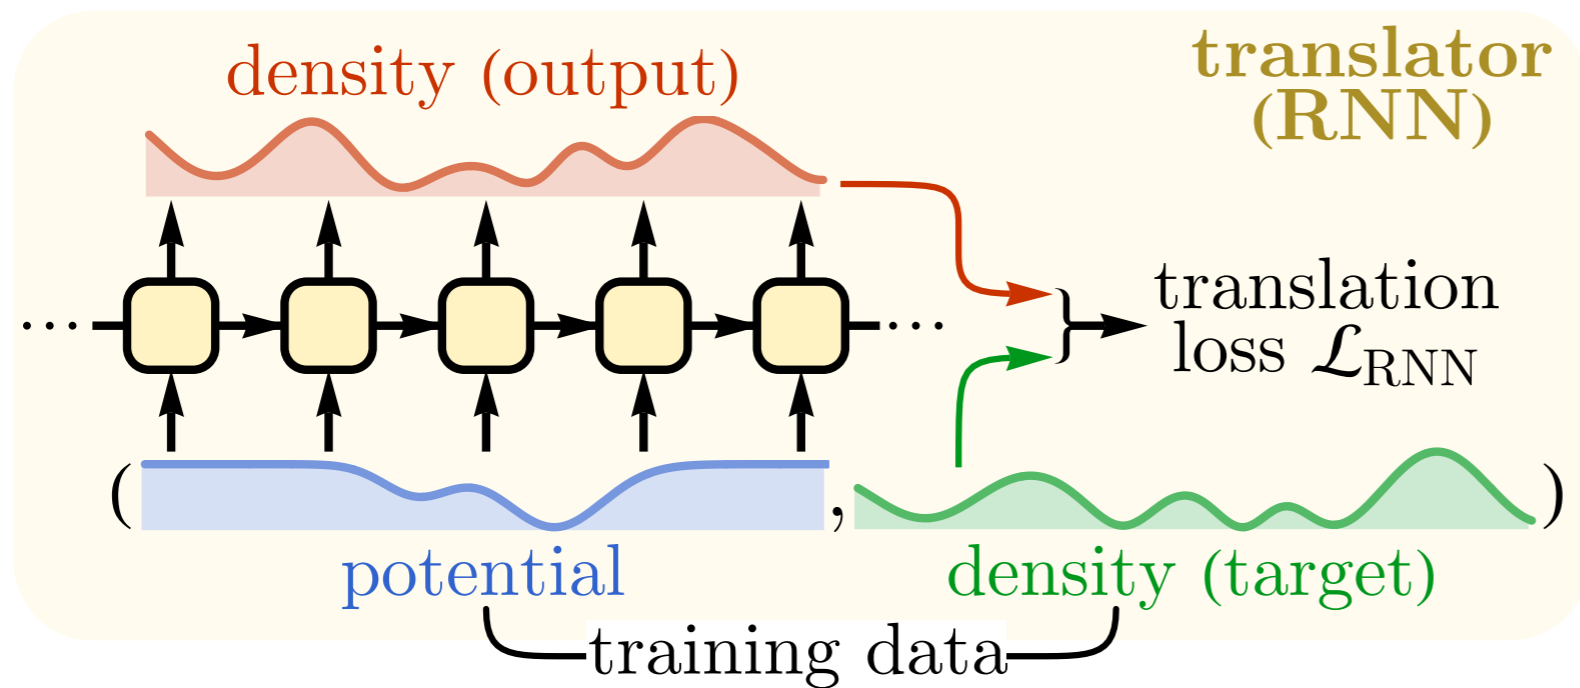 density (output)
translator
(RNN)
translation
loss ℒ_RNN
( , )
potential
density (target)
training data